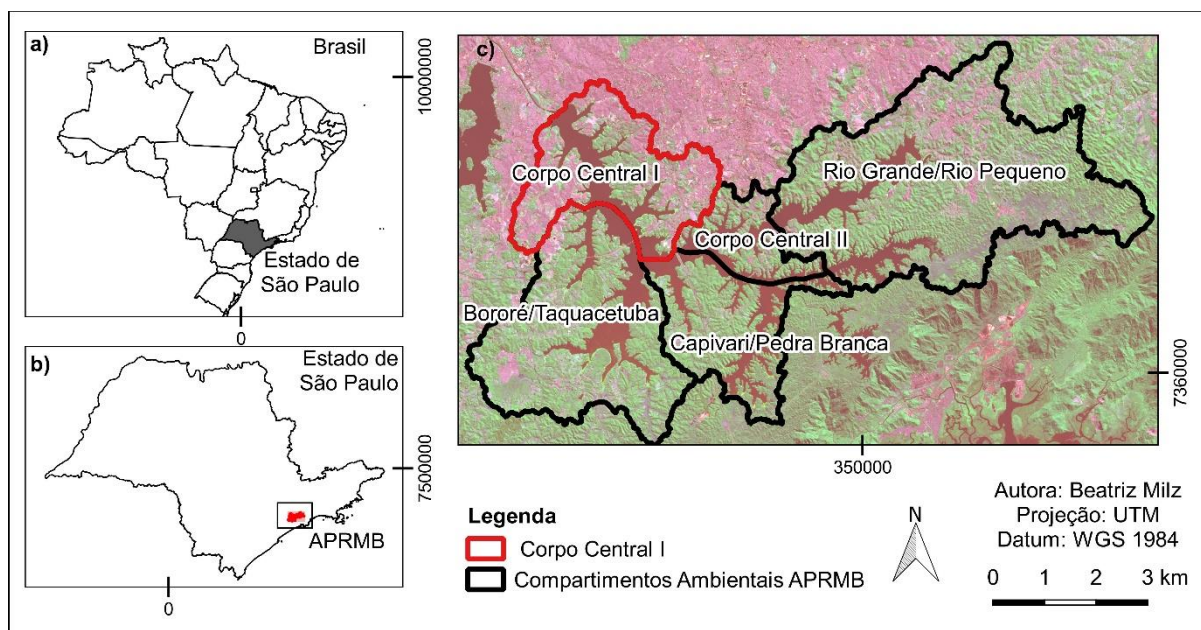 a)
Brasil
10000000
Estado de
São Paulo
0
b)
Estado de
São Paulo
7500000
APRMB
0
c)
Corpo Central I
Rio Grande/Rio Pequeno
Corpo Central II
Bororé/Taquacetuba
Capivari/Pedra Branca
7360000
350000
Legenda
Corpo Central I
Compartimentos Ambientais APRMB
N
Autora: Beatriz Milz
Projeção: UTM
Datum: WGS 1984
0 1 2 3 km